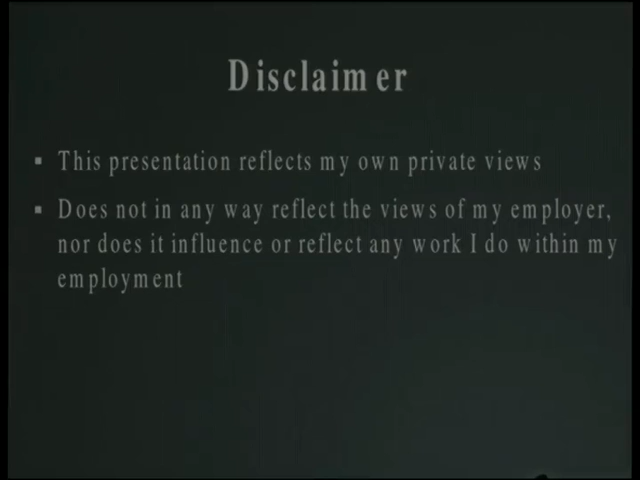 Disclaimer
▪ This presentation reflects my own private views
▪ Does not in any way reflect the views of my employer,
nor does it influence or reflect any work I do within my
employment